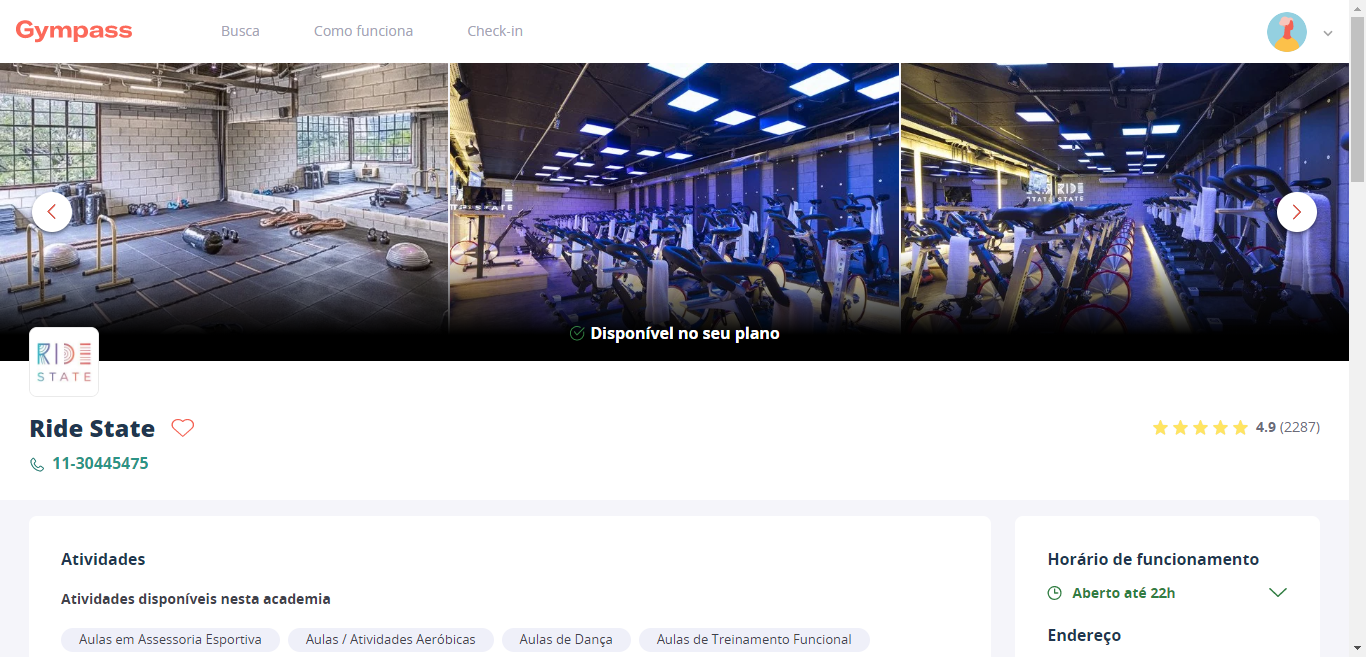 Gympass
Busca
Como funciona
Check-in
RIDE
STATE
Disponível no seu plano
RIDE
STATE
Ride State
4.9 (2287)
11-30445475
Atividades
Atividades disponíveis nesta academia
Aulas em Assessoria Esportiva
Aulas / Atividades Aeróbicas
Aulas de Dança
Aulas de Treinamento Funcional
Horário de funcionamento
Aberto até 22h
Endereço